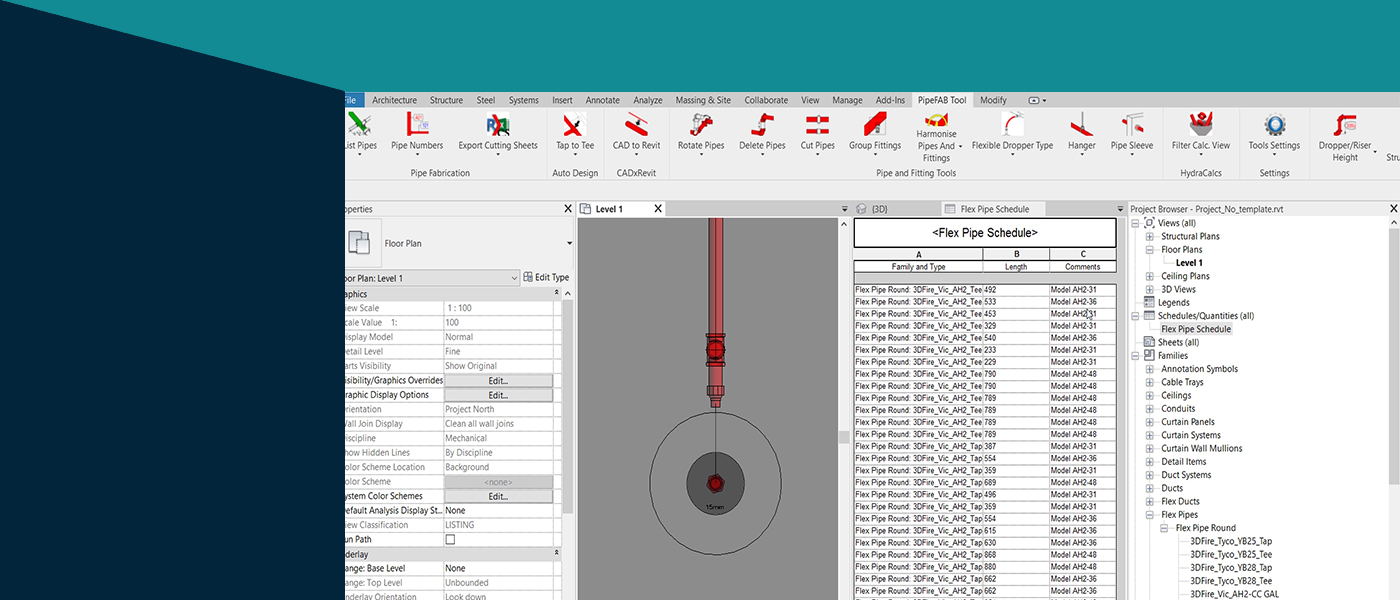 File Architecture Structure Steel Systems Insert Annotate Analyze Massing & Site Collaborate View Manage Add-Ins PipeFAB Tool Modify
List Pipes Pipe Numbers Export Cutting Sheets Tap to Tee CAD to Revit Rotate Pipes Delete Pipes Cut Pipes Group Fittings Harmonise Pipes And Fittings Flexible Dropper Type Hanger Pipe Sleeve Filter Calc. View Tools Settings Dropper/Riser Height
Pipe Fabrication Auto Design CADxRevit Pipe and Fitting Tools HydraCalcs Settings
operties
Floor Plan
oor Plan: Level 1 Edit Type
aphics
iew Scale 1 : 100
cale Value 1: 100
isplay Model Normal
etail Level Fine
arts Visibility Show Original
isibility/Graphics Overrides Edit...
raphic Display Options Edit...
rientation Project North
Wall Join Display Clean all wall joins
iscipline Mechanical
how Hidden Lines By Discipline
olor Scheme Location Background
olor Scheme <none>
ystem Color Schemes Edit...
efault Analysis Display St... None
iew Classification LISTING
un Path
nderlay
ange: Base Level None
ange: Top Level Unbounded
nderlay Orientation Look down
Level 1
15mm
{3D} Flex Pipe Schedule
<Flex Pipe Schedule>
A B C
Family and Type Length Comments
Flex Pipe Round: 3DFire_Vic_AH2_Tee 492 Model AH2-31
Flex Pipe Round: 3DFire_Vic_AH2_Tee 533 Model AH2-36
Flex Pipe Round: 3DFire_Vic_AH2_Tee 453 Model AH2-31
Flex Pipe Round: 3DFire_Vic_AH2_Tee 329 Model AH2-31
Flex Pipe Round: 3DFire_Vic_AH2_Tee 540 Model AH2-36
Flex Pipe Round: 3DFire_Vic_AH2_Tee 233 Model AH2-31
Flex Pipe Round: 3DFire_Vic_AH2_Tee 229 Model AH2-31
Flex Pipe Round: 3DFire_Vic_AH2_Tee 790 Model AH2-48
Flex Pipe Round: 3DFire_Vic_AH2_Tee 790 Model AH2-48
Flex Pipe Round: 3DFire_Vic_AH2_Tee 789 Model AH2-48
Flex Pipe Round: 3DFire_Vic_AH2_Tee 789 Model AH2-48
Flex Pipe Round: 3DFire_Vic_AH2_Tee 789 Model AH2-48
Flex Pipe Round: 3DFire_Vic_AH2_Tee 789 Model AH2-48
Flex Pipe Round: 3DFire_Vic_AH2_Tap 387 Model AH2-31
Flex Pipe Round: 3DFire_Vic_AH2_Tap 554 Model AH2-36
Flex Pipe Round: 3DFire_Vic_AH2_Tap 359 Model AH2-31
Flex Pipe Round: 3DFire_Vic_AH2_Tap 689 Model AH2-48
Flex Pipe Round: 3DFire_Vic_AH2_Tap 496 Model AH2-31
Flex Pipe Round: 3DFire_Vic_AH2_Tap 359 Model AH2-31
Flex Pipe Round: 3DFire_Vic_AH2_Tap 554 Model AH2-36
Flex Pipe Round: 3DFire_Vic_AH2_Tap 615 Model AH2-36
Flex Pipe Round: 3DFire_Vic_AH2_Tap 630 Model AH2-36
Flex Pipe Round: 3DFire_Vic_AH2_Tap 868 Model AH2-48
Flex Pipe Round: 3DFire_Vic_AH2_Tap 880 Model AH2-48
Flex Pipe Round: 3DFire_Vic_AH2_Tap 662 Model AH2-36
Flex Pipe Round: 3DFire_Vic_AH2_Tap 662 Model AH2-36
Project Browser - Project_No_template.rvt
Views (all)
Structural Plans
Floor Plans
Level 1
Ceiling Plans
3D Views
Legends
Schedules/Quantities (all)
Flex Pipe Schedule
Sheets (all)
Families
Annotation Symbols
Cable Trays
Ceilings
Conduits
Curtain Panels
Curtain Systems
Curtain Wall Mullions
Detail Items
Duct Systems
Ducts
Flex Ducts
Flex Pipes
Flex Pipe Round
3DFire_Tyco_YB25_Tap
3DFire_Tyco_YB25_Tee
3DFire_Tyco_YB28_Tap
3DFire_Tyco_YB28_Tee
3DFire_Vic_AH2-CC GAL